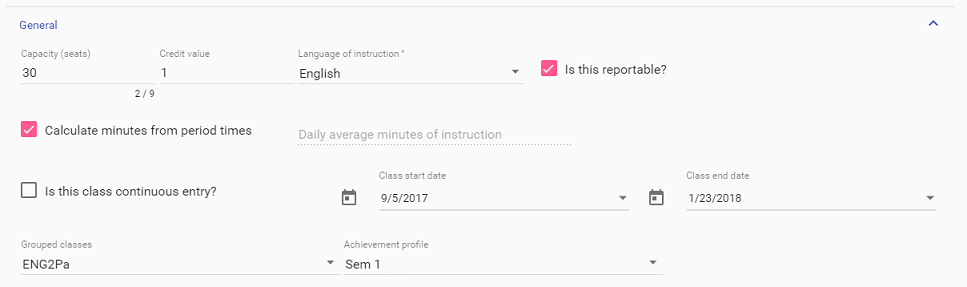 General
Capacity (seats) Credit value Language of instruction *
30 1 English Is this reportable?
2 / 9
Calculate minutes from period times Daily average minutes of instruction
Class start date Class end date
Is this class continuous entry? 9/5/2017 1/23/2018
Grouped classes Achievement profile
ENG2Pa Sem 1